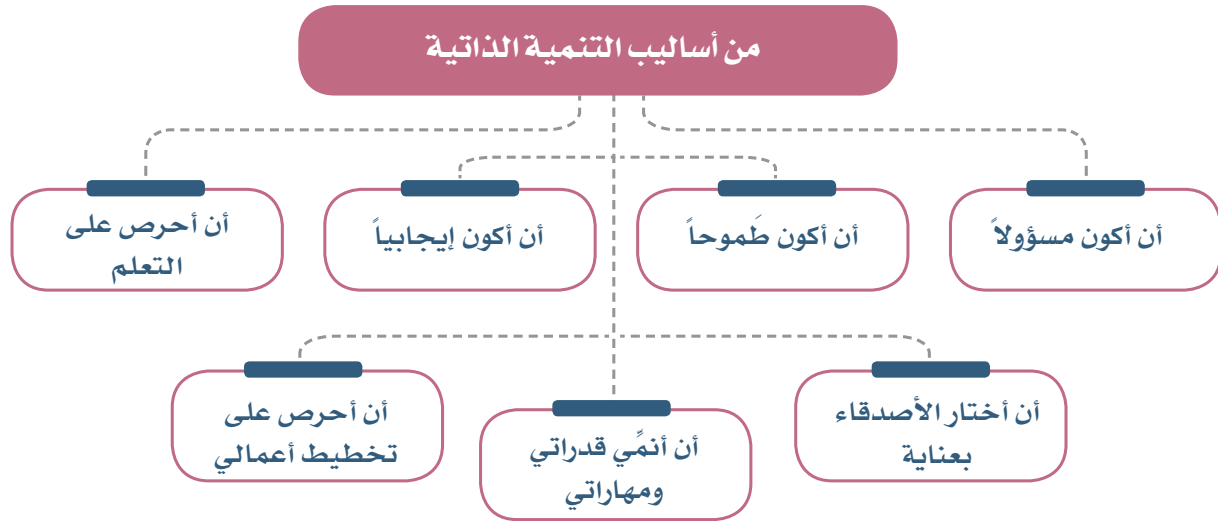 من أساليب التنمية الذاتية
أن أكون مسؤولاً
أن أكون طَموحاً
أن أكون إيجابياً
أن أحرص على
التعلم
أن أختار الأصدقاء
بعناية
أن أنمِّي قدراتي
ومهاراتي
أن أحرص على
تخطيط أعمالي